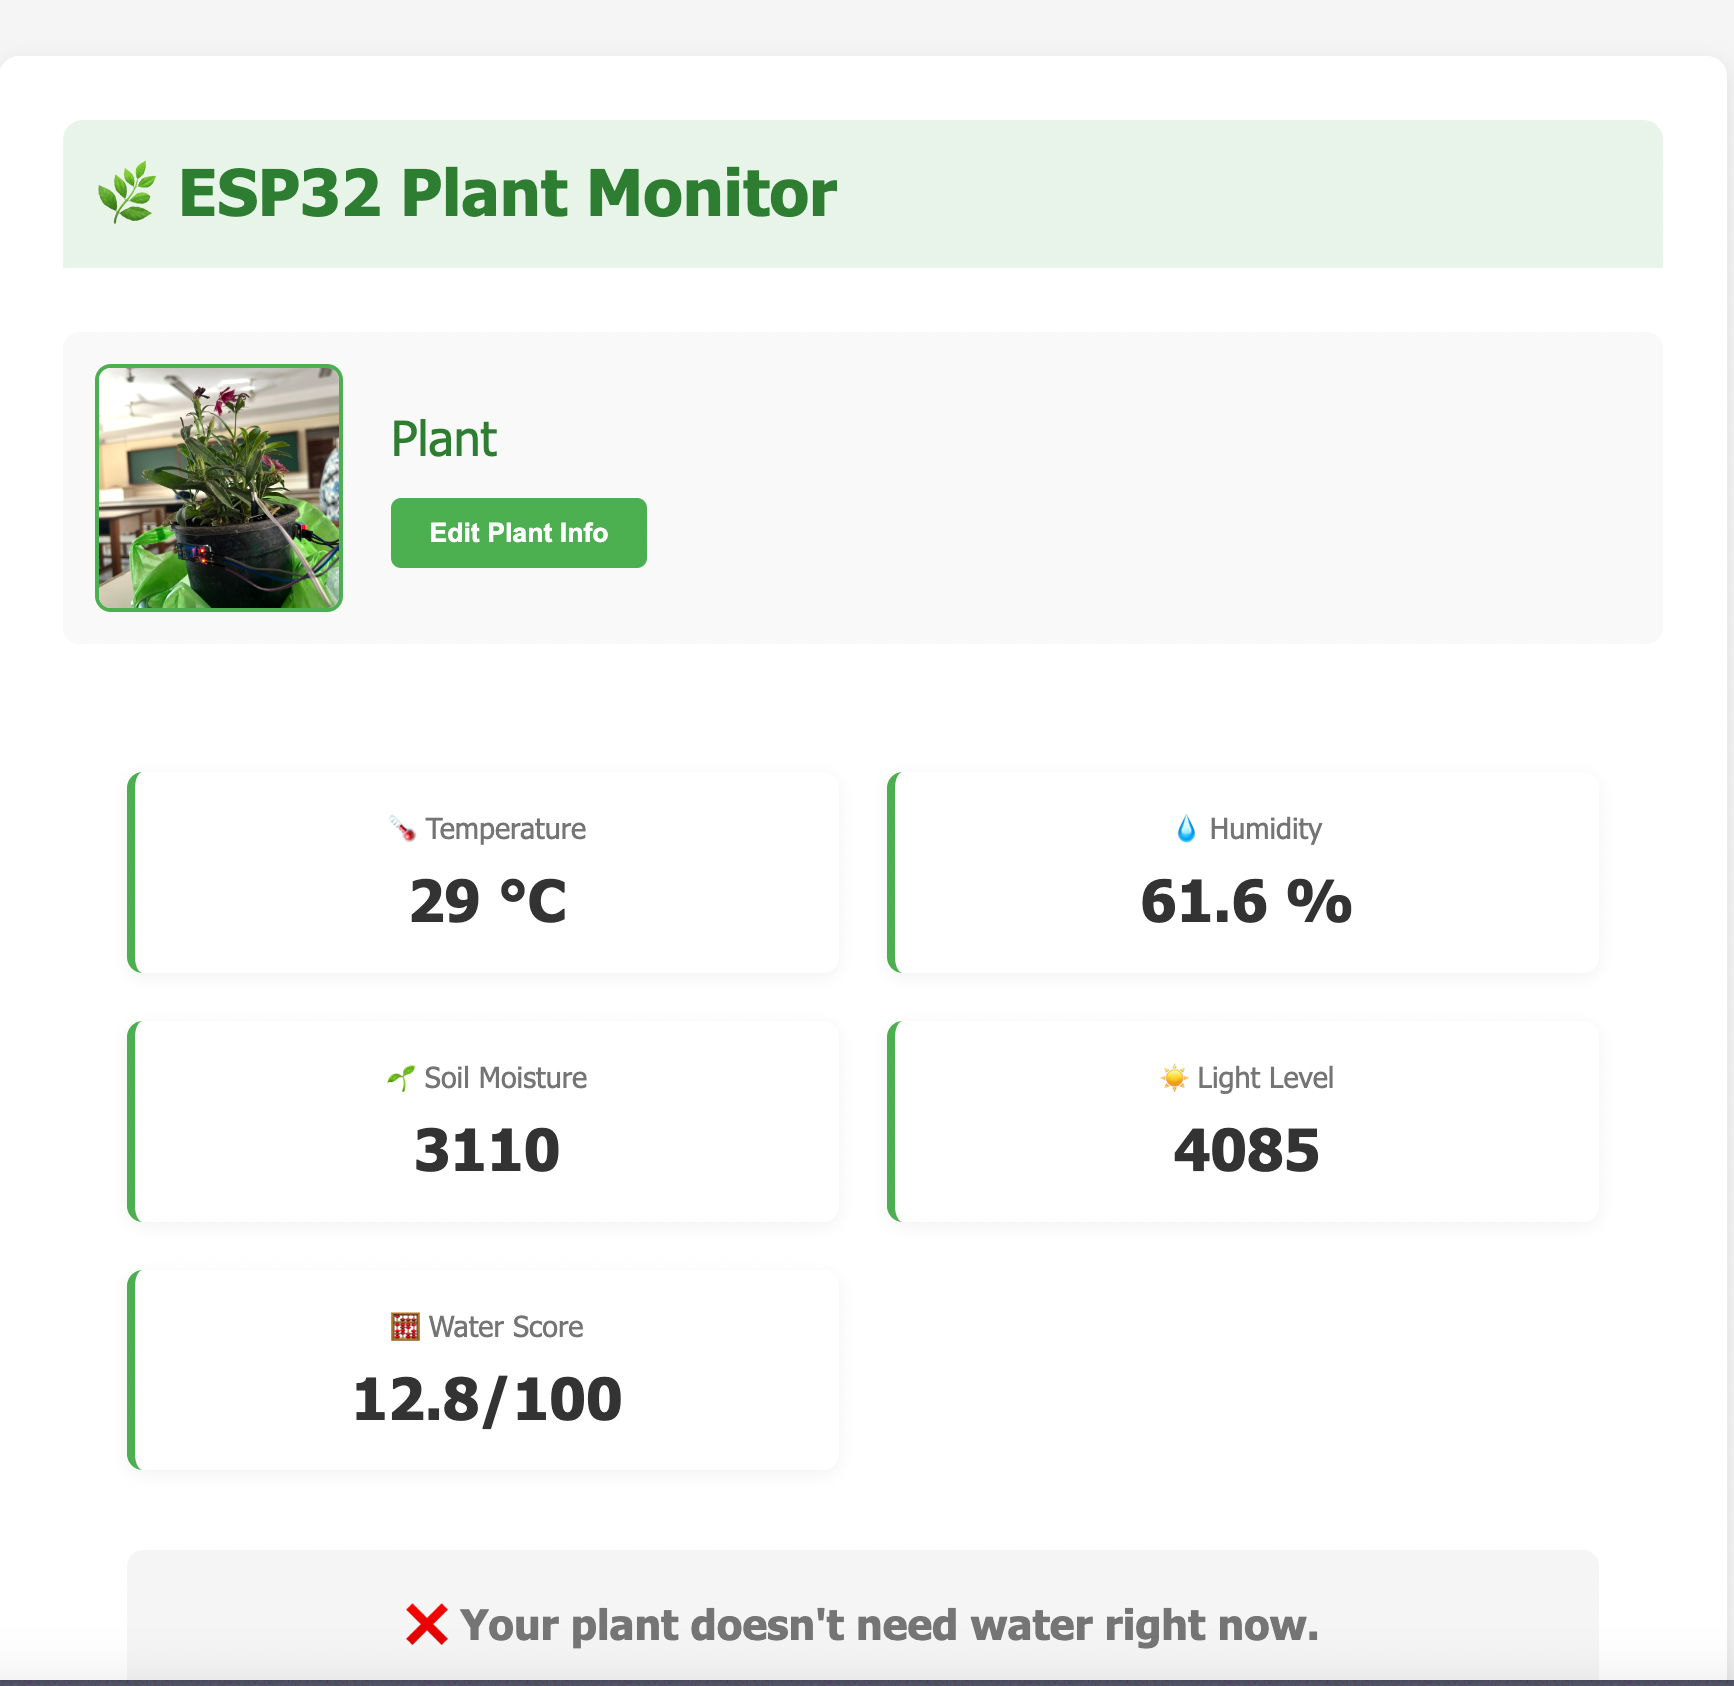 🌿 ESP32 Plant Monitor
Plant
Edit Plant Info
🌡️ Temperature
29 °C
💧 Humidity
61.6 %
🌱 Soil Moisture
3110
☀️ Light Level
4085
🧮 Water Score
12.8/100
❌ Your plant doesn't need water right now.